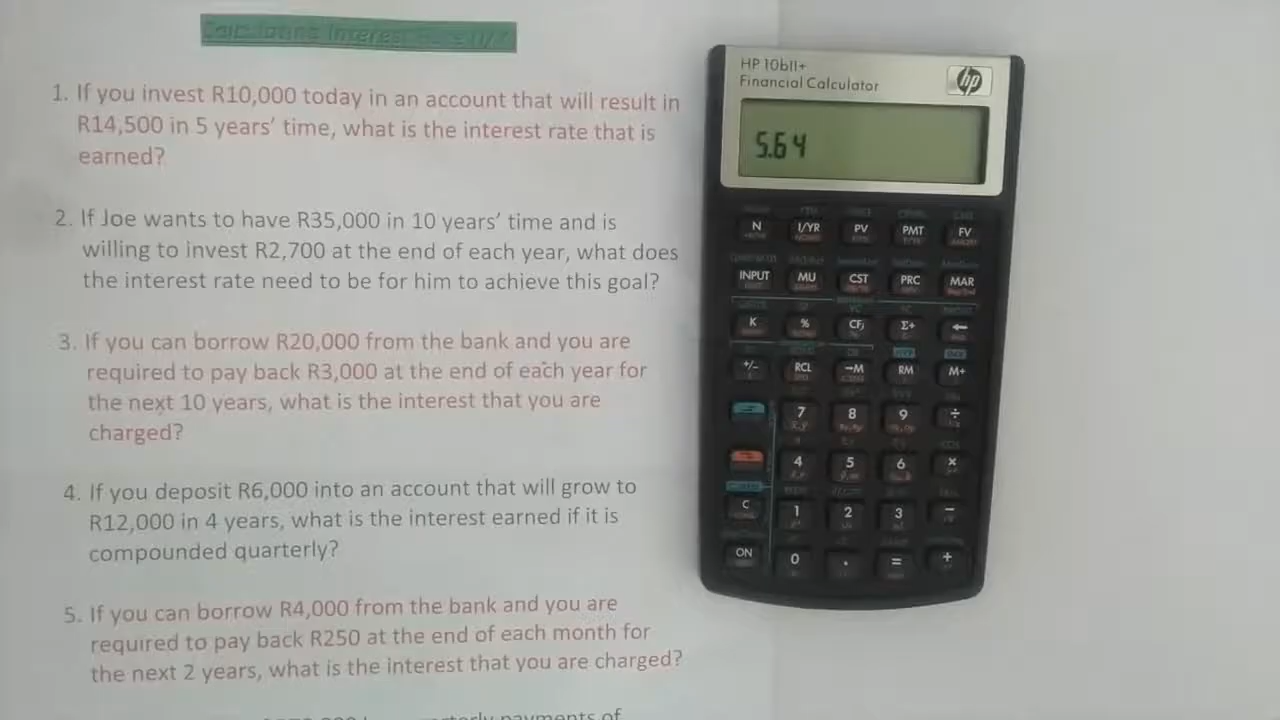 Calculating Interest Rate I/Y
1. If you invest R10,000 today in an account that will result in
R14,500 in 5 years' time, what is the interest rate that is
earned?
2. If Joe wants to have R35,000 in 10 years' time and is
willing to invest R2,700 at the end of each year, what does
the interest rate need to be for him to achieve this goal?
3. If you can borrow R20,000 from the bank and you are
required to pay back R3,000 at the end of each year for
the next 10 years, what is the interest that you are
charged?
4. If you deposit R6,000 into an account that will grow to
R12,000 in 4 years, what is the interest earned if it is
compounded quarterly?
5. If you can borrow R4,000 from the bank and you are
required to pay back R250 at the end of each month for
the next 2 years, what is the interest that you are charged?
payments of
HP 10bII+
Financial Calculator
hp
5.64
N I/YR PV PMT FV
INPUT MU CST PRC MAR
K % CFj Σ+ ←
+/- RCL →M RM M+
7 8 9 ÷
4 5 6 ×
C 1 2 3 −
ON 0 . = +